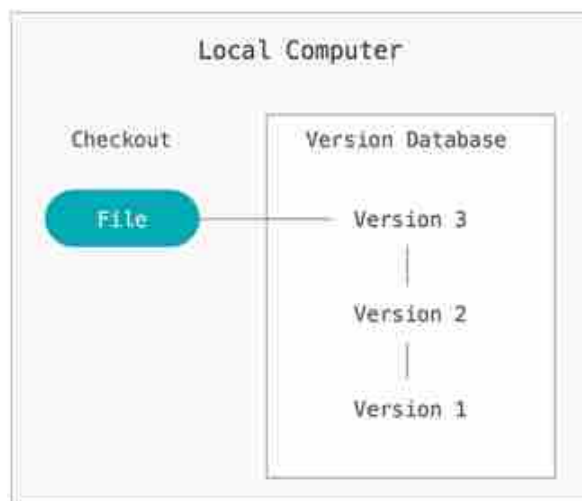 Local Computer
Checkout
Version Database
File
Version 3
Version 2
Version 1